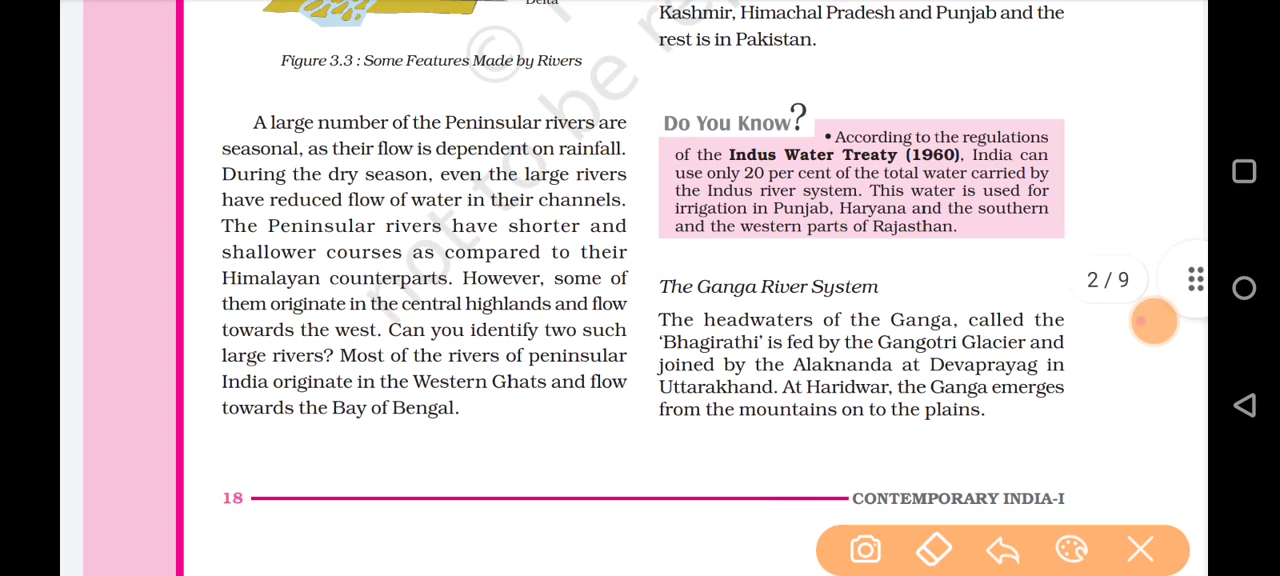 Delta
Figure 3.3 : Some Features Made by Rivers
A large number of the Peninsular rivers are
seasonal, as their flow is dependent on rainfall.
During the dry season, even the large rivers
have reduced flow of water in their channels.
The Peninsular rivers have shorter and
shallower courses as compared to their
Himalayan counterparts. However, some of
them originate in the central highlands and flow
towards the west. Can you identify two such
large rivers? Most of the rivers of peninsular
India originate in the Western Ghats and flow
towards the Bay of Bengal.
Kashmir, Himachal Pradesh and Punjab and the
rest is in Pakistan.
Do You Know?
• According to the regulations
of the Indus Water Treaty (1960), India can
use only 20 per cent of the total water carried by
the Indus river system. This water is used for
irrigation in Punjab, Haryana and the southern
and the western parts of Rajasthan.
The Ganga River System
The headwaters of the Ganga, called the
‘Bhagirathi’ is fed by the Gangotri Glacier and
joined by the Alaknanda at Devaprayag in
Uttarakhand. At Haridwar, the Ganga emerges
from the mountains on to the plains.
18
CONTEMPORARY INDIA-I
2 / 9
©
not to be re